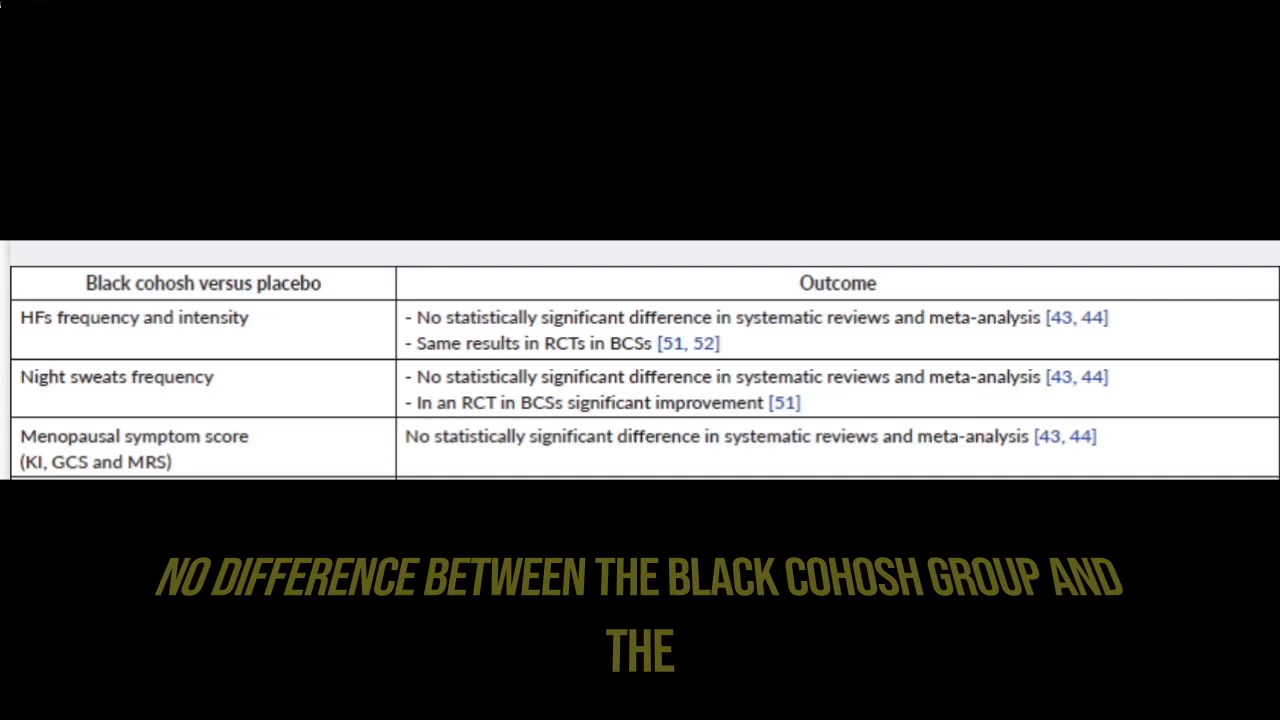 Black cohosh versus placebo
Outcome
HFs frequency and intensity
- No statistically significant difference in systematic reviews and meta-analysis [43, 44]
- Same results in RCTs in BCSs [51, 52]
Night sweats frequency
- No statistically significant difference in systematic reviews and meta-analysis [43, 44]
- In an RCT in BCSs significant improvement [51]
Menopausal symptom score
(KI, GCS and MRS)
No statistically significant difference in systematic reviews and meta-analysis [43, 44]
NO DIFFERENCE BETWEEN THE BLACK COHOSH GROUP AND
THE